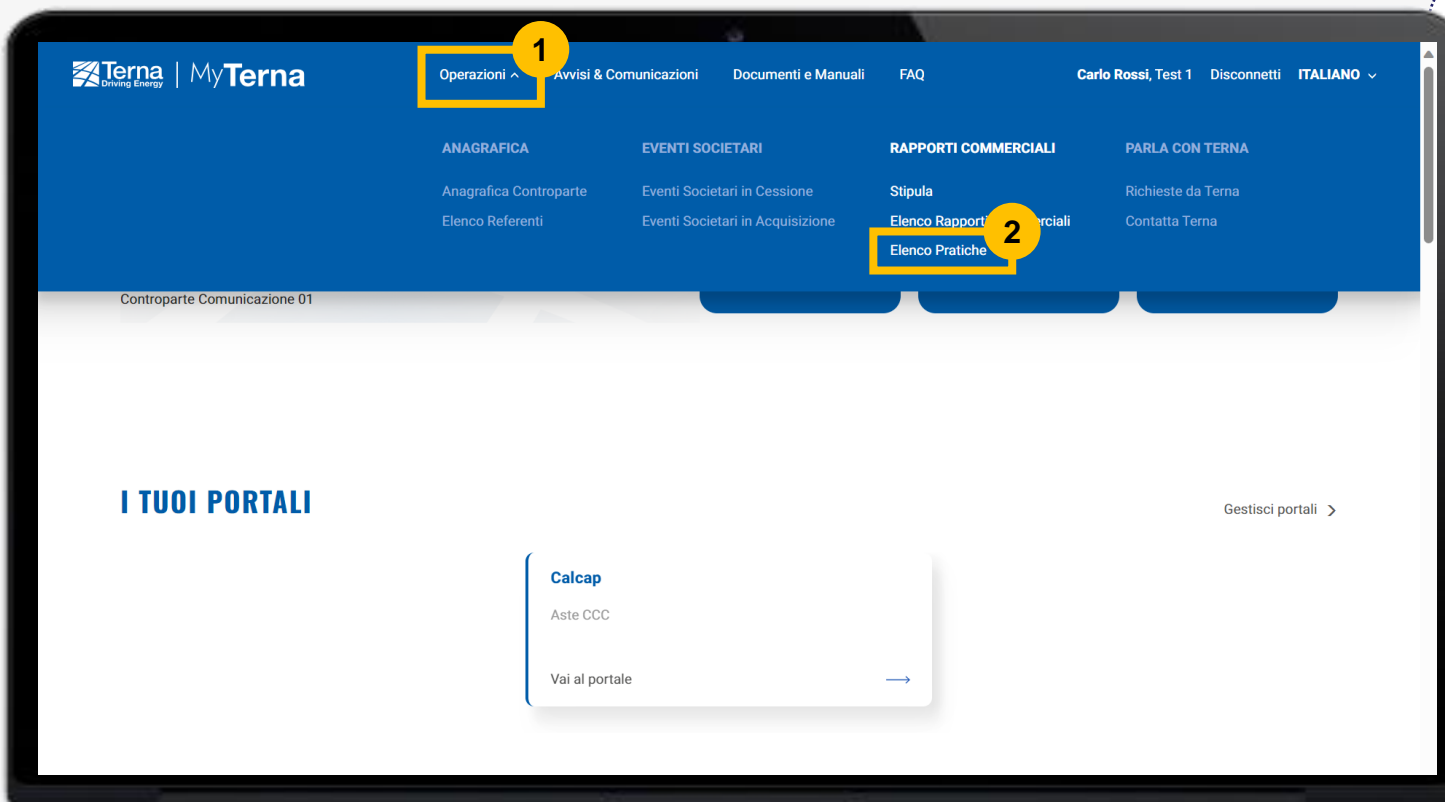 Terna
Driving Energy
MyTerna
Operazioni
Avvisi & Comunicazioni
Documenti e Manuali
FAQ
Carlo Rossi, Test 1
Disconnetti
ITALIANO
1
ANAGRAFICA
Anagrafica Controparte
Elenco Referenti
EVENTI SOCIETARI
Eventi Societari in Cessione
Eventi Societari in Acquisizione
RAPPORTI COMMERCIALI
Stipula
Elenco Rapporti erciali
2
Elenco Pratiche
PARLA CON TERNA
Richieste da Terna
Contatta Terna
Controparte Comunicazione 01
I TUOI PORTALI
Gestisci portali
Calcap
Aste CCC
Vai al portale